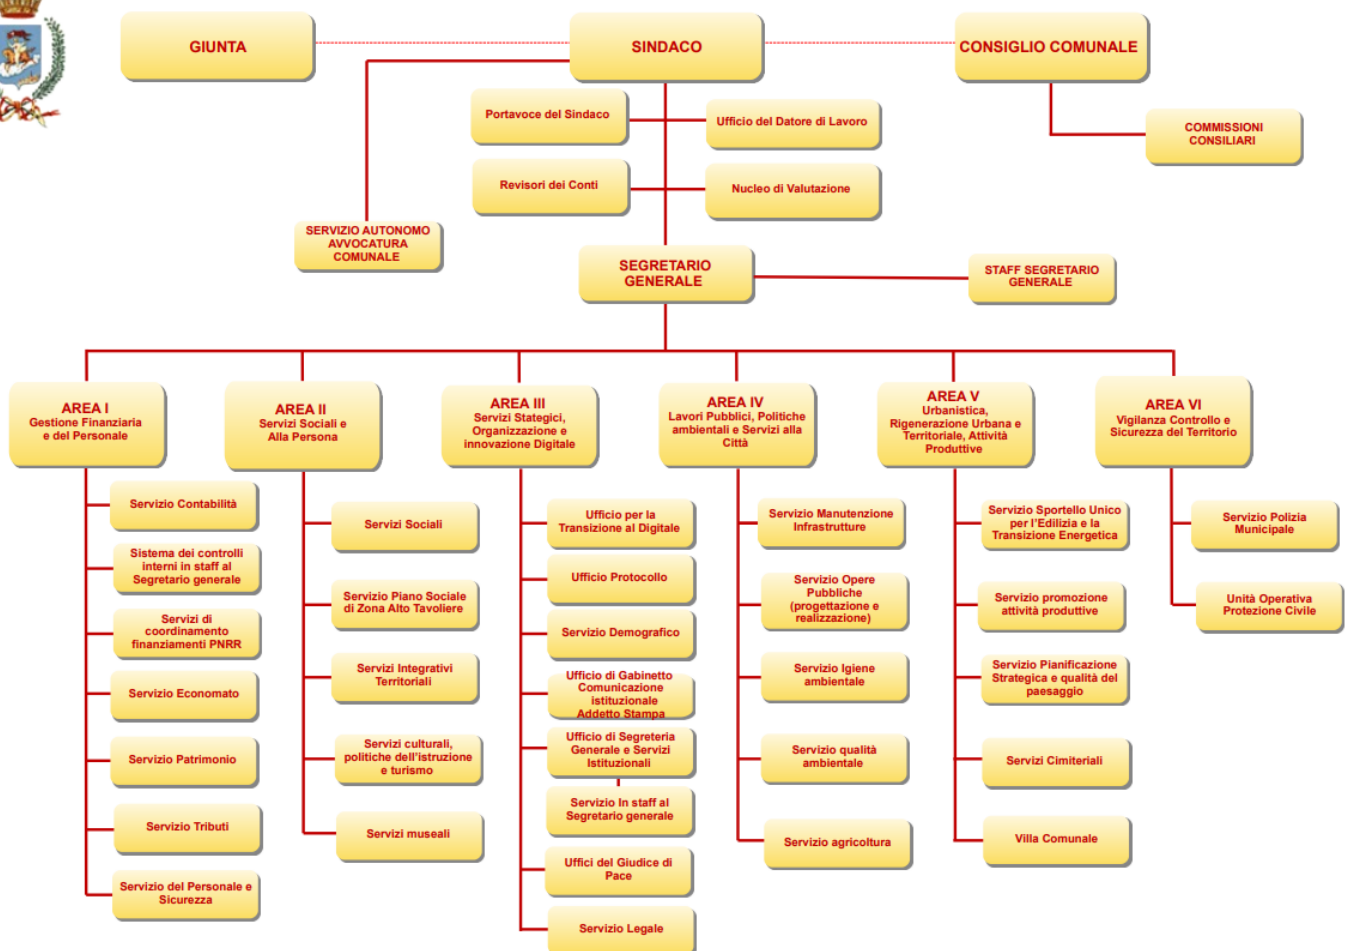 GIUNTA
SINDACO
CONSIGLIO COMUNALE
Portavoce del Sindaco
Ufficio del Datore di Lavoro
COMMISSIONI
CONSILIARI
Revisori dei Conti
Nucleo di Valutazione
SERVIZIO AUTONOMO
AVVOCATURA
COMUNALE
SEGRETARIO
GENERALE
STAFF SEGRETARIO
GENERALE
AREA I
Gestione Finanziaria
e del Personale
AREA II
Servizi Sociali e
Alla Persona
AREA III
Servizi Stategici,
Organizzazione e
innovazione Digitale
AREA IV
Lavori Pubblici, Politiche
ambientali e Servizi alla
Città
AREA V
Urbanistica,
Rigenerazione Urbana e
Territoriale, Attività
Produttive
AREA VI
Vigilanza Controllo e
Sicurezza del Territorio
Servizio Contabilità
Sistema dei controlli
interni in staff al
Segretario generale
Servizi di
coordinamento
finanziamenti PNRR
Servizio Economato
Servizio Patrimonio
Servizio Tributi
Servizio del Personale e
Sicurezza
Servizi Sociali
Servizio Piano Sociale
di Zona Alto Tavoliere
Servizi Integrativi
Territoriali
Servizi culturali,
politiche dell'istruzione
e turismo
Servizi museali
Ufficio per la
Transizione al Digitale
Ufficio Protocollo
Servizio Demografico
Ufficio di Gabinetto
Comunicazione
istituzionale
Addetto Stampa
Ufficio di Segreteria
Generale e Servizi
Istituzionali
Servizio In staff al
Segretario generale
Uffici del Giudice di
Pace
Servizio Legale
Servizio Manutenzione
Infrastrutture
Servizio Opere
Pubbliche
(progettazione e
realizzazione)
Servizio Igiene
ambientale
Servizio qualità
ambientale
Servizio agricoltura
Servizio Sportello Unico
per l'Edilizia e la
Transizione Energetica
Servizio promozione
attività produttive
Servizio Pianificazione
Strategica e qualità del
paesaggio
Servizi Cimiteriali
Villa Comunale
Servizio Polizia
Municipale
Unità Operativa
Protezione Civile